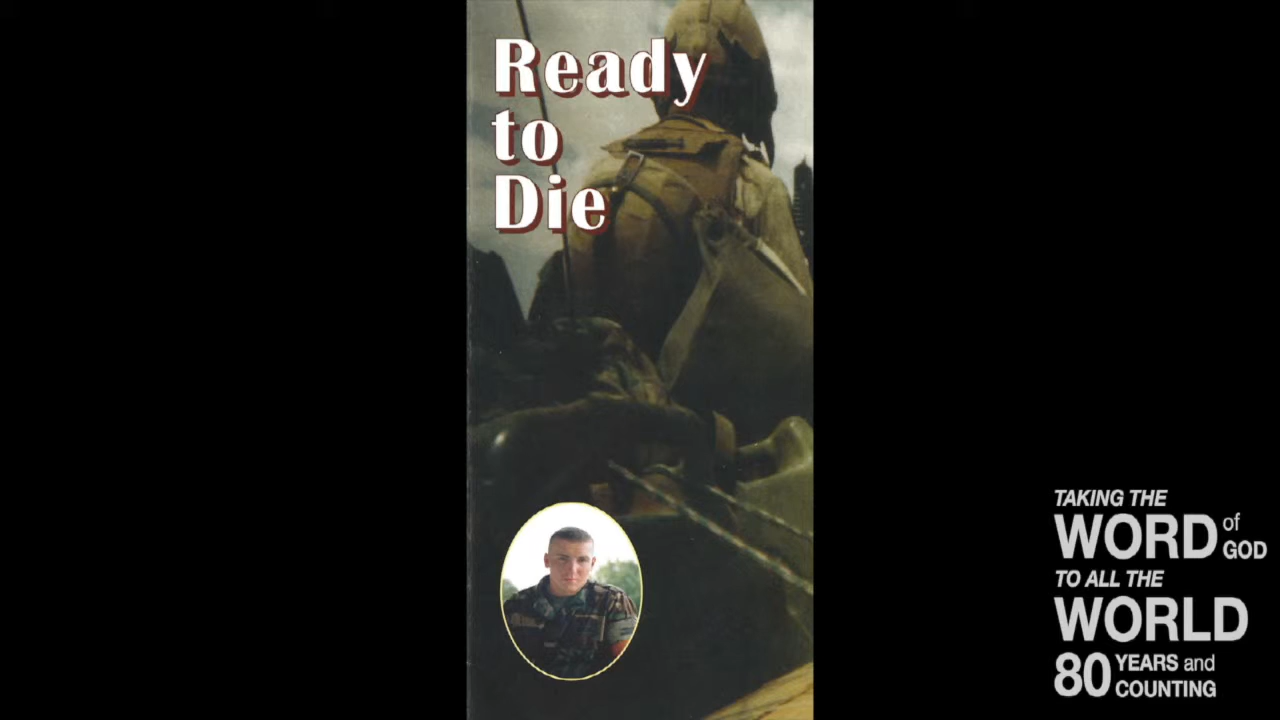 Ready
to
Die
TAKING THE
WORD of GOD
TO ALL THE
WORLD
80 YEARS and
COUNTING